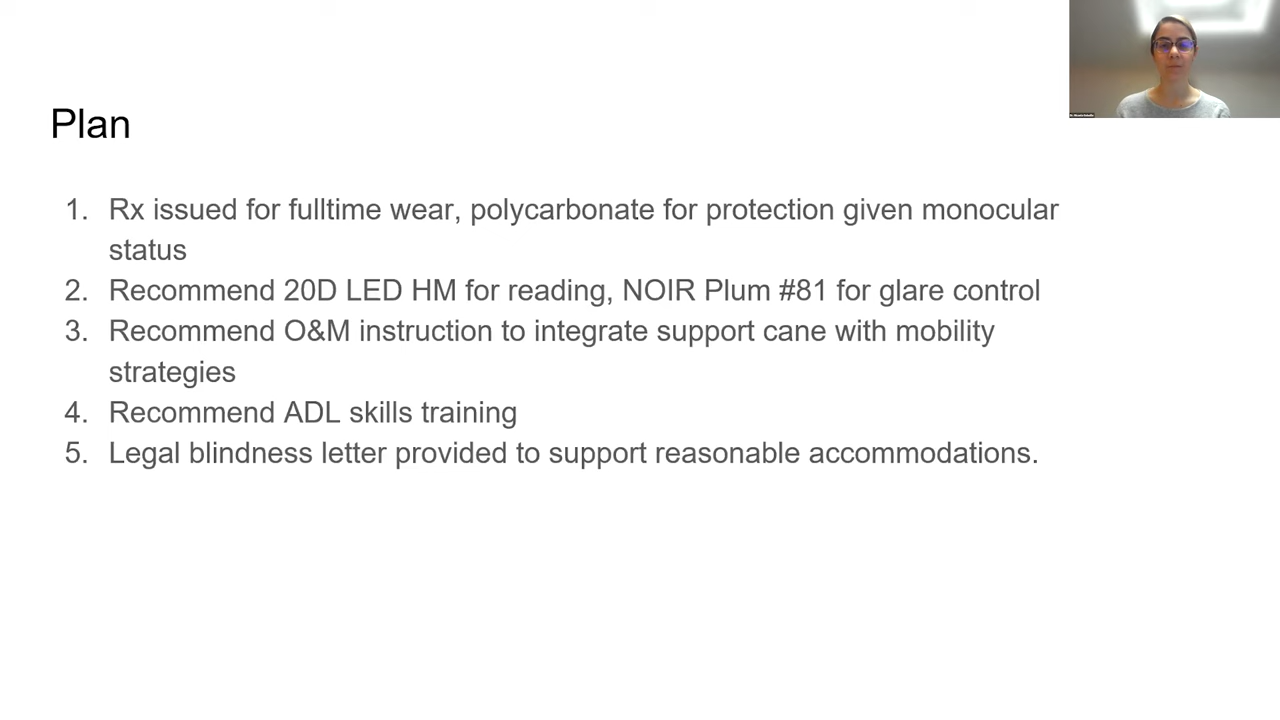 Plan
1. Rx issued for fulltime wear, polycarbonate for protection given monocular
status
2. Recommend 20D LED HM for reading, NOIR Plum #81 for glare control
3. Recommend O&M instruction to integrate support cane with mobility
strategies
4. Recommend ADL skills training
5. Legal blindness letter provided to support reasonable accommodations.